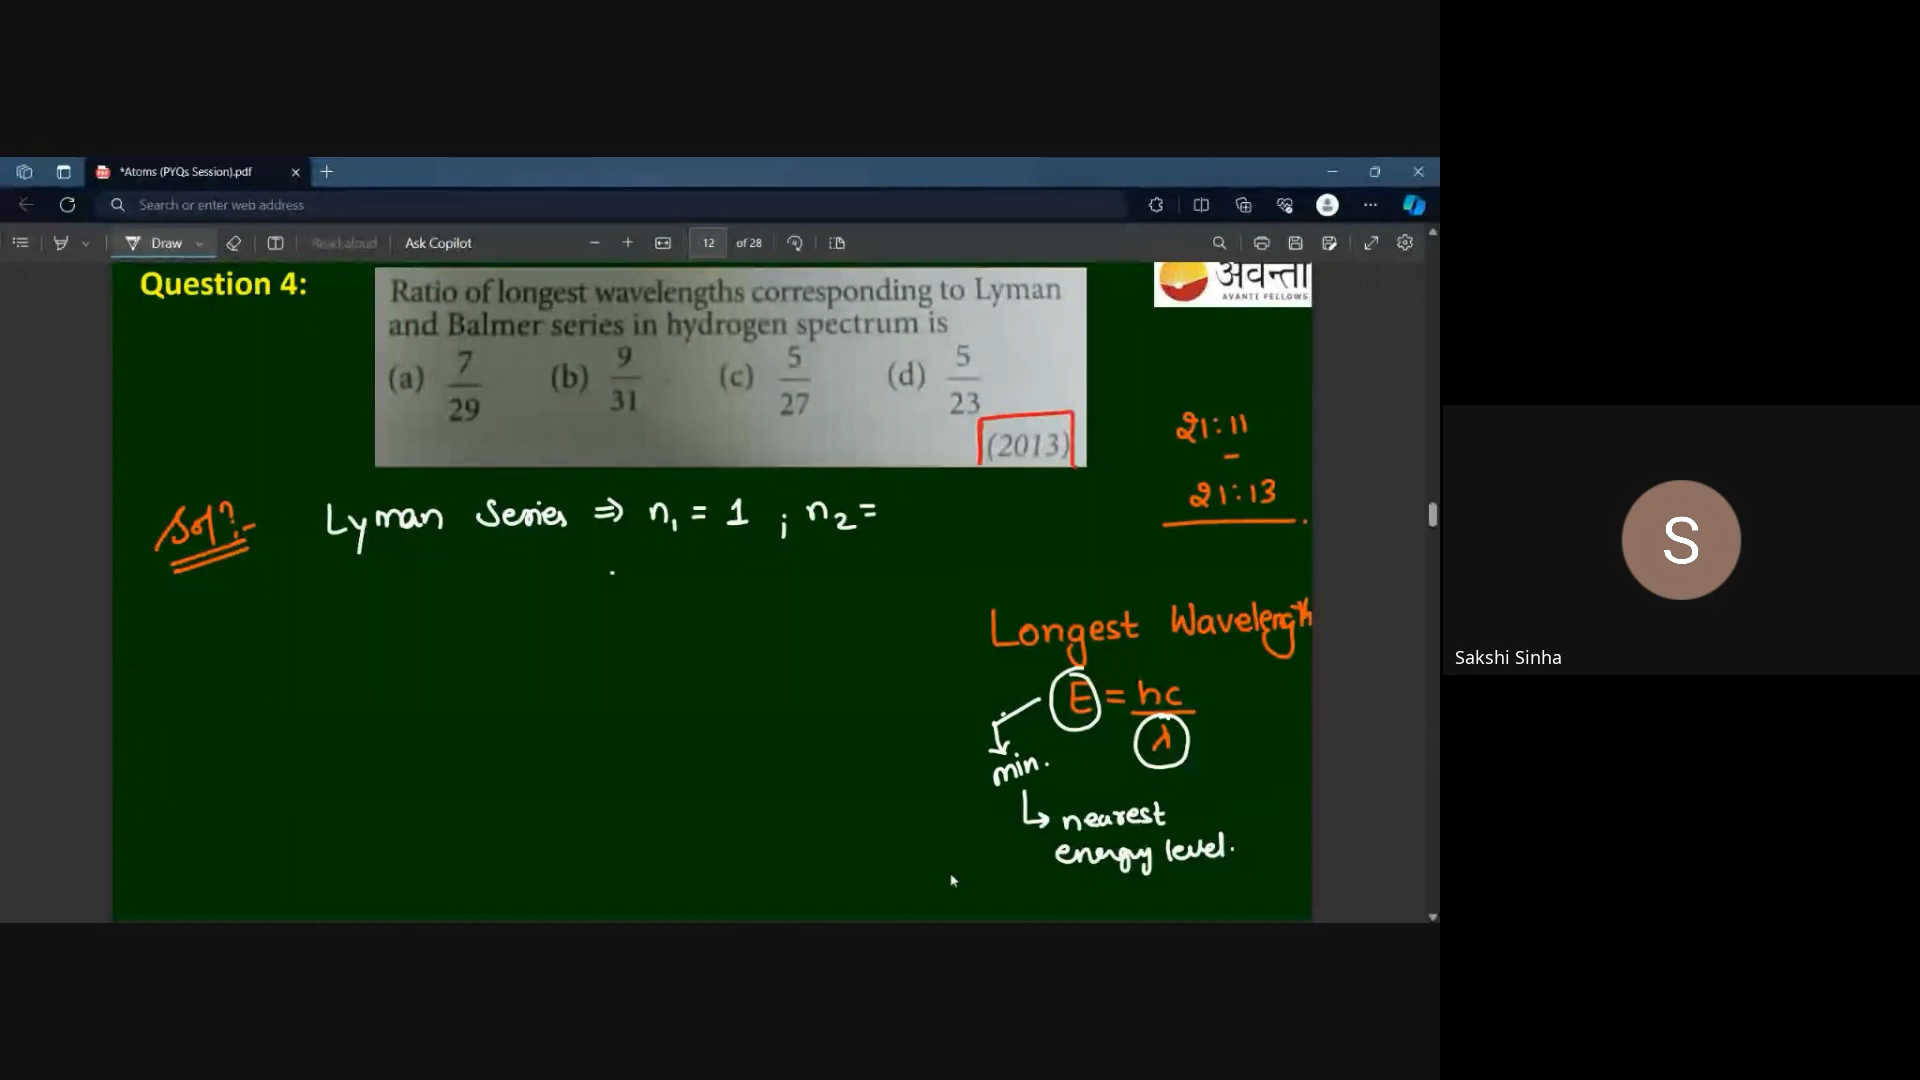 *Atoms (PYQs Session).pdf
Search or enter web address
Draw
Read aloud
Ask Copilot
12 of 28
Question 4:
Ratio of longest wavelengths corresponding to Lyman
and Balmer series in hydrogen spectrum is
(a) 7/29 (b) 9/31 (c) 5/27 (d) 5/23
(2013)
अवन्ती
AVANTI FELLOWS
21:11
21:13
Solⁿ:-
Lyman Series ⇒ n₁ = 1 ; n₂ =
Longest Wavelength
E = hc/λ
min.
↳ nearest
energy level.
S
Sakshi Sinha